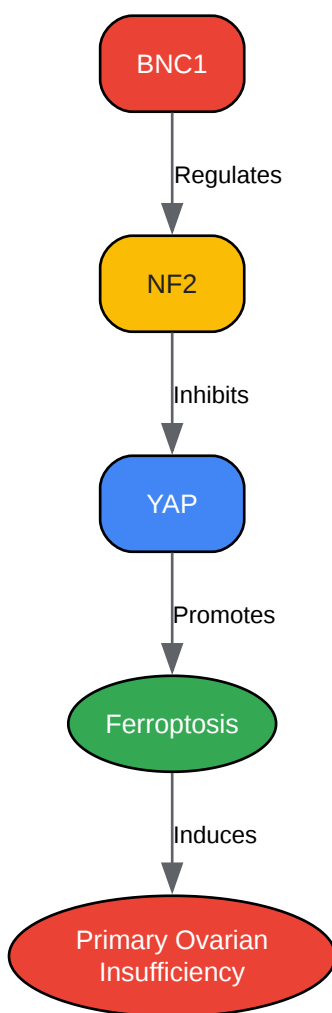 BNC1
Regulates
NF2
Inhibits
YAP
Promotes
Ferroptosis
Induces
Primary Ovarian
Insufficiency